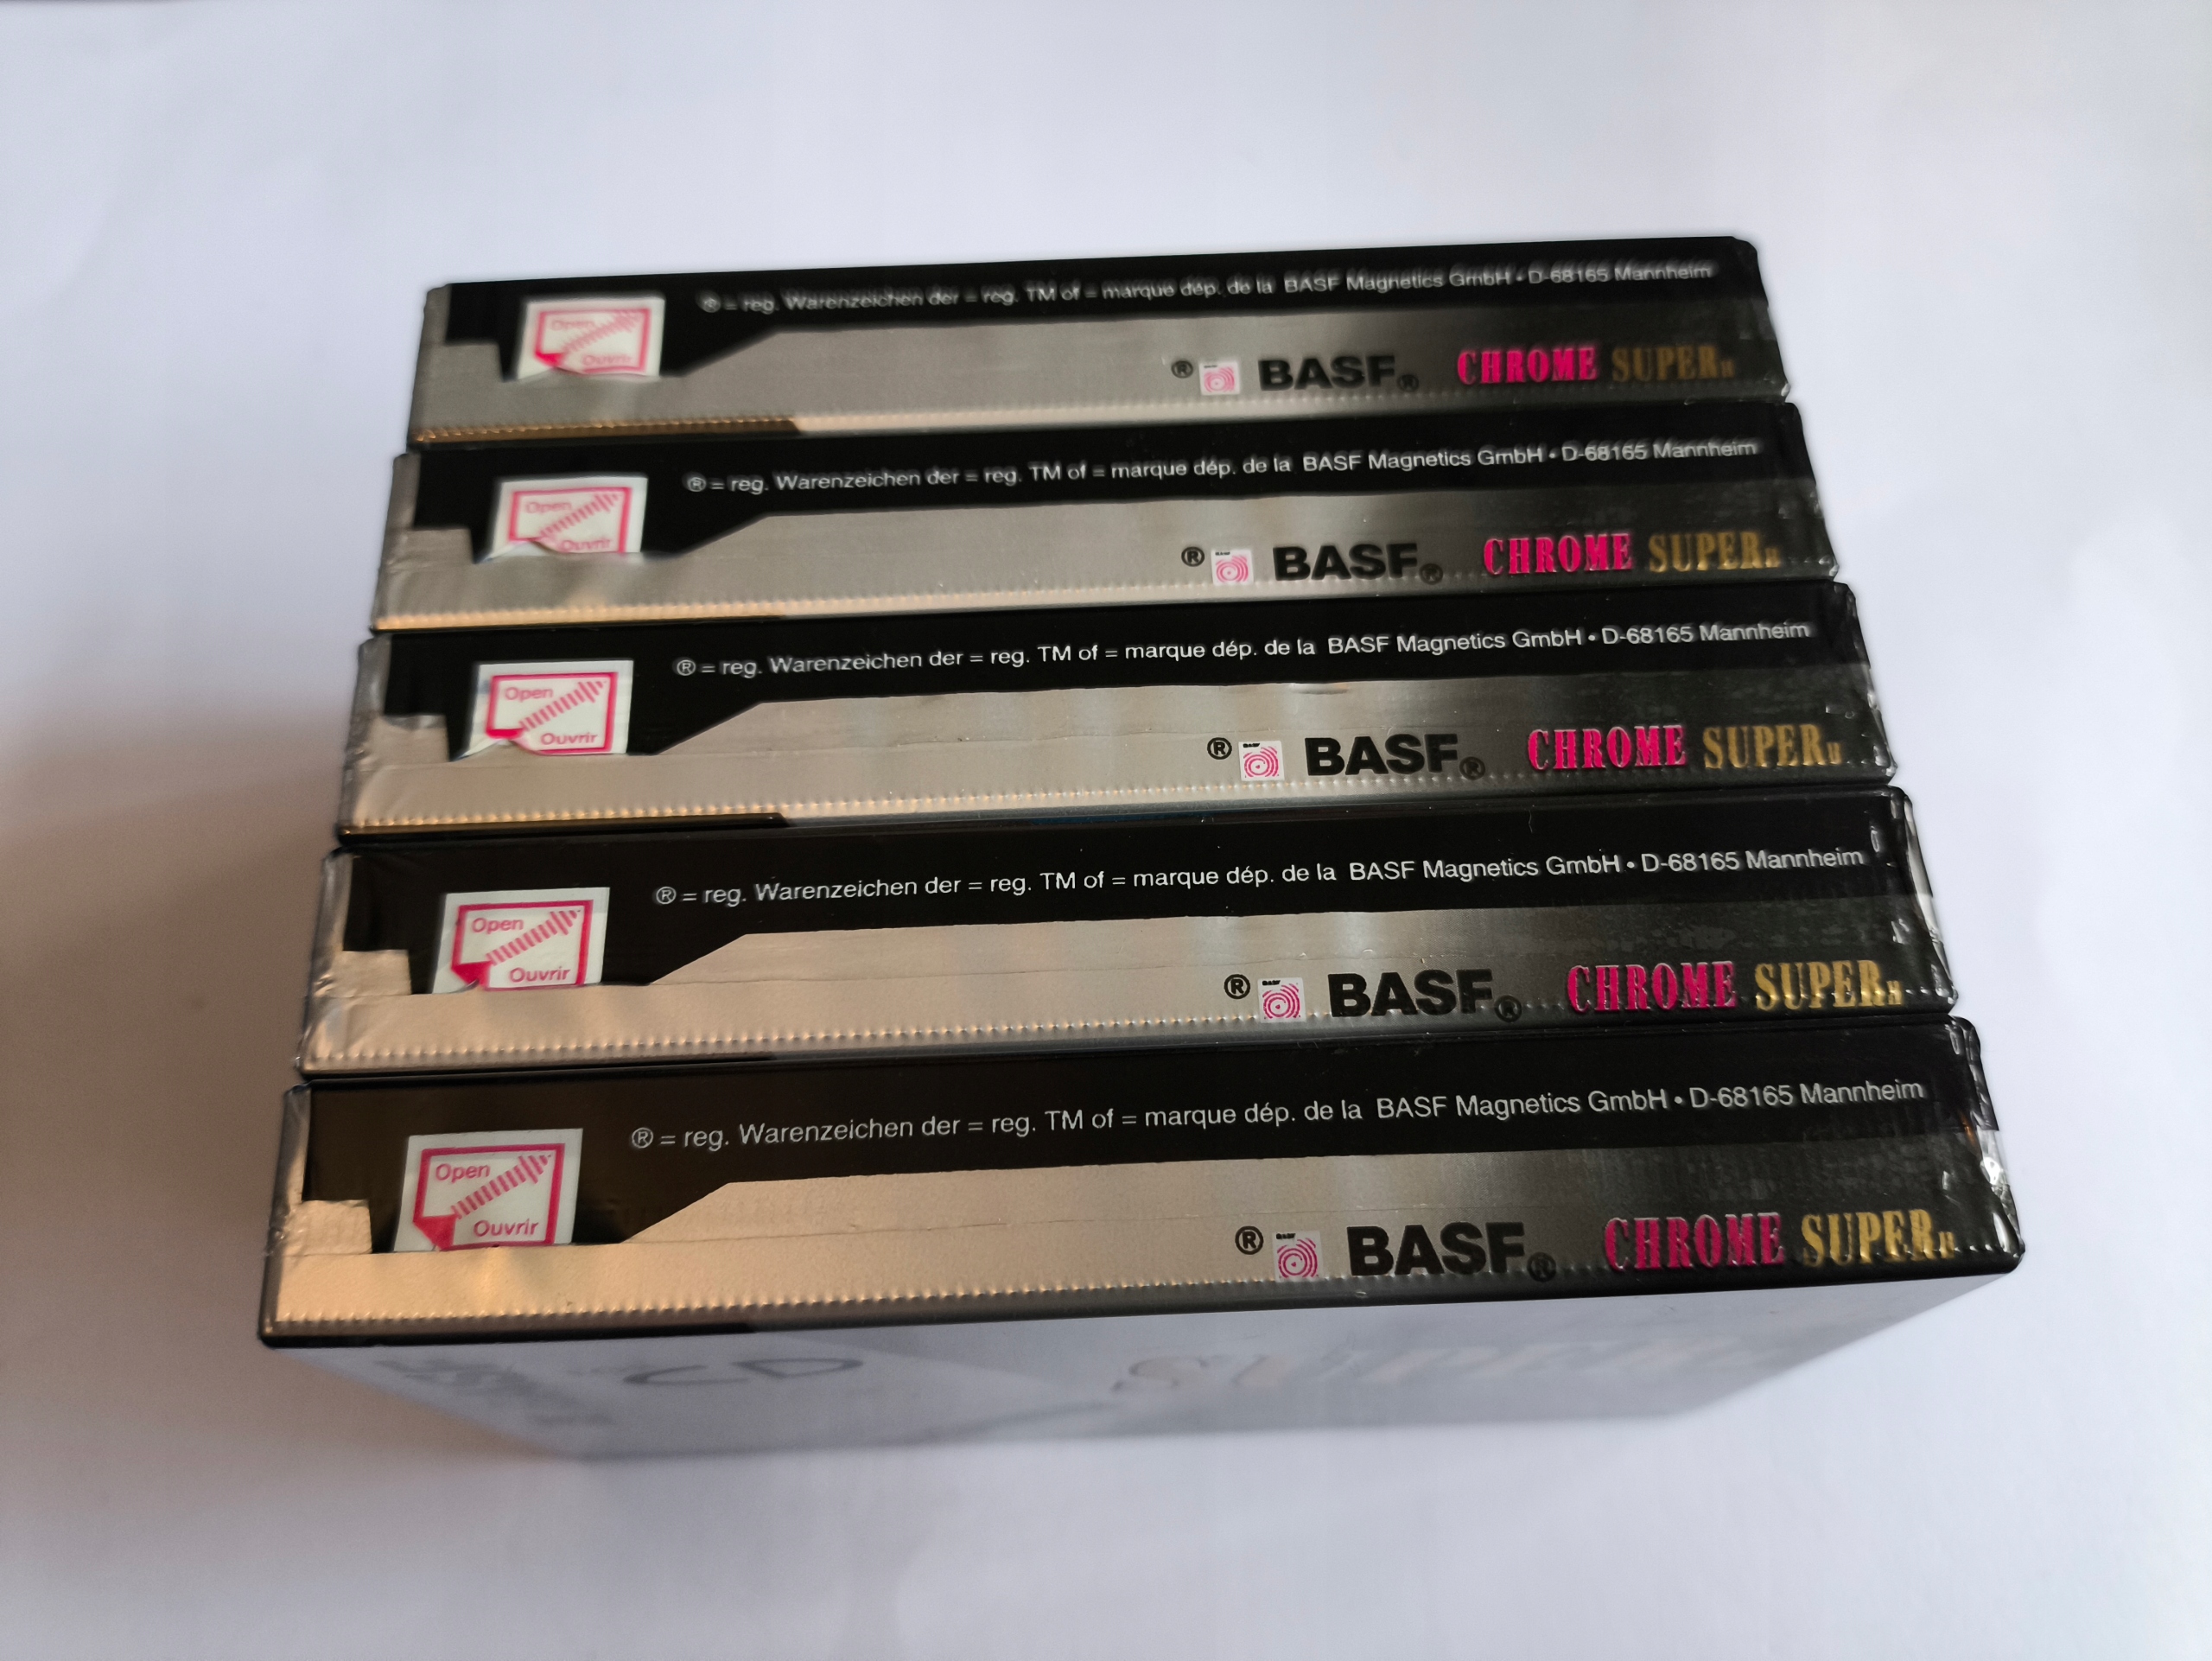 Open
Ouvrir
® = reg. Warenzeichen der = reg. TM of = marque dép. de la BASF Magnetics GmbH • D-68165 Mannheim
® BASF® CHROME SUPER II
Open
Ouvrir
® = reg. Warenzeichen der = reg. TM of = marque dép. de la BASF Magnetics GmbH • D-68165 Mannheim
® BASF® CHROME SUPER II
Open
Ouvrir
® = reg. Warenzeichen der = reg. TM of = marque dép. de la BASF Magnetics GmbH • D-68165 Mannheim
® BASF® CHROME SUPER II
Open
Ouvrir
® = reg. Warenzeichen der = reg. TM of = marque dép. de la BASF Magnetics GmbH • D-68165 Mannheim
® BASF® CHROME SUPER II
Open
Ouvrir
® = reg. Warenzeichen der = reg. TM of = marque dép. de la BASF Magnetics GmbH • D-68165 Mannheim
® BASF® CHROME SUPER II
CD SUPER